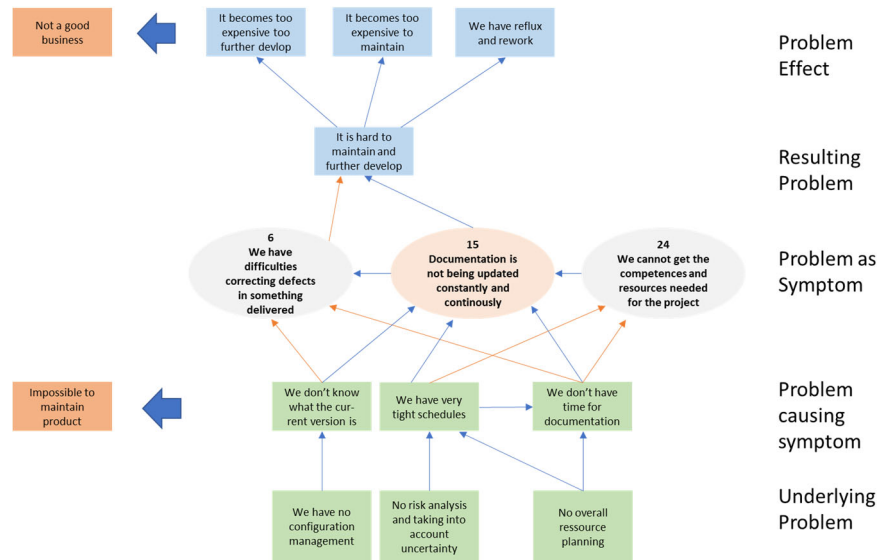 Not a good
business
It becomes too
expensive too
further devlop
It becomes too
expensive to
maintain
We have reflux
and rework
Problem
Effect
It is hard to
maintain and
further develop
Resulting
Problem
6
We have
difficulties
correcting defects
in something
delivered
15
Documentation is
not being updated
constantly and
continously
24
We cannot get the
competences and
resources needed
for the project
Problem as
Symptom
Impossible to
maintain
product
We don't know
what the cur-
rent version is
We have very
tight schedules
We don't have
time for
documentation
Problem
causing
symptom
We have no
configuration
management
No risk analysis
and taking into
account
uncertainty
No overall
ressource
planning
Underlying
Problem